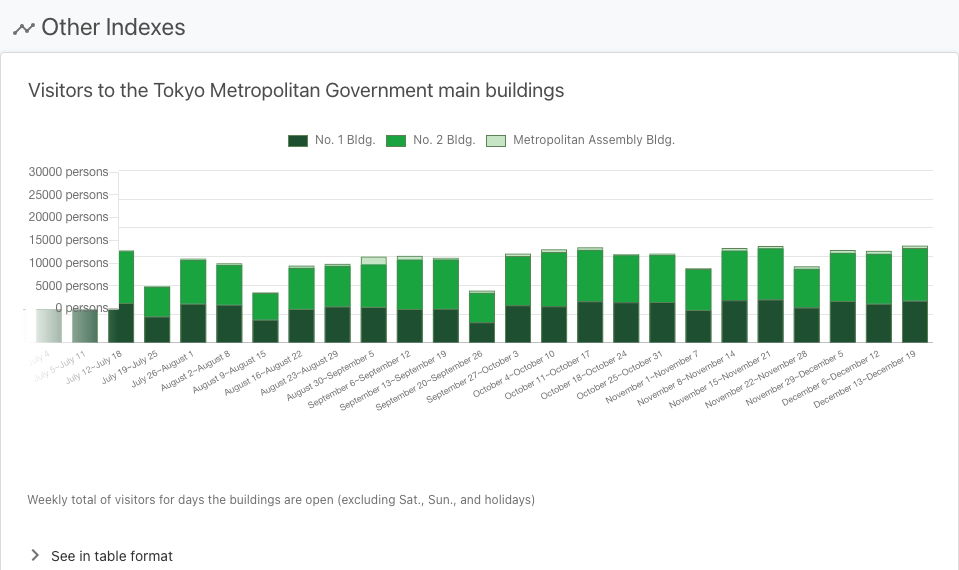 Other Indexes
Visitors to the Tokyo Metropolitan Government main buildings
No. 1 Bldg. No. 2 Bldg. Metropolitan Assembly Bldg.
30000 persons
25000 persons
20000 persons
15000 persons
10000 persons
5000 persons
0 persons
July 5~July 11
July 12~July 18
July 19~July 25
July 26~August 1
August 2~August 8
August 9~August 15
August 16~August 22
August 23~August 29
August 30~September 5
September 6~September 12
September 13~September 19
September 20~September 26
September 27~October 3
October 4~October 10
October 11~October 17
October 18~October 24
October 25~October 31
November 1~November 7
November 8~November 14
November 15~November 21
November 22~November 28
November 29~December 5
December 6~December 12
December 13~December 19
Weekly total of visitors for days the buildings are open (excluding Sat., Sun., and holidays)
See in table format